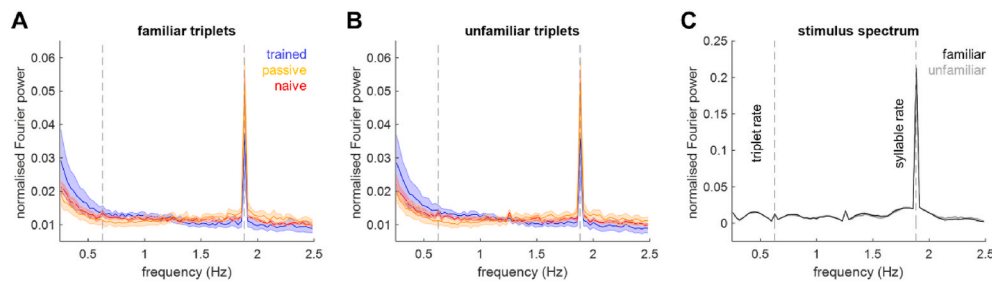 A
familiar triplets
trained
passive
naive
normalised Fourier power
0.06
0.05
0.04
0.03
0.02
0.01
0.5
1
1.5
2
2.5
frequency (Hz)
B
unfamiliar triplets
normalised Fourier power
0.06
0.05
0.04
0.03
0.02
0.01
0.5
1
1.5
2
2.5
frequency (Hz)
C
stimulus spectrum
familiar
unfamiliar
normalised Fourier power
0.25
0.2
0.15
0.1
0.05
0
triplet rate
syllable rate
0.5
1
1.5
2
2.5
frequency (Hz)